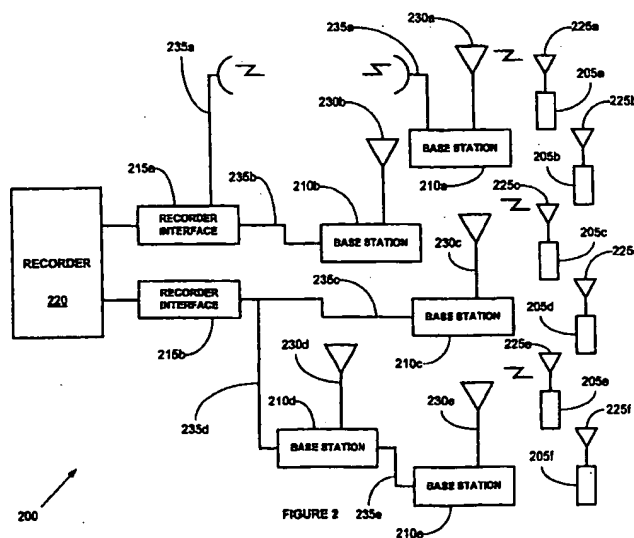 230a
235a
235a
225a
205a
225b
230b
BASE STATION
215a
235b
210b
210a
205b
225c
RECORDER
INTERFACE
BASE STATION
230c
205c
RECORDER
220
225
235c
RECORDER
INTERFACE
BASE STATION
205d
215b
230d
210c
225e
210d
230e
205e
225f
235d
BASE STATION
205f
BASE STATION
200
FIGURE 2
235e
210e